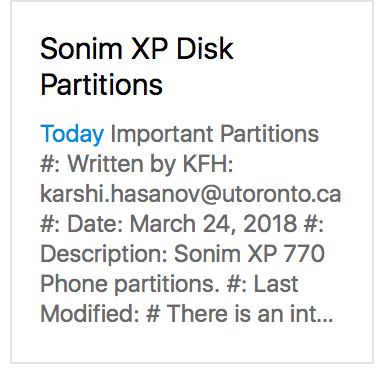 Sonim XP Disk
Partitions
Today Important Partitions
#: Written by KFH:
karshi.hasanov@utoronto.ca
#: Date: March 24, 2018 #:
Description: Sonim XP 770
Phone partitions. #: Last
Modified: # There is an int...